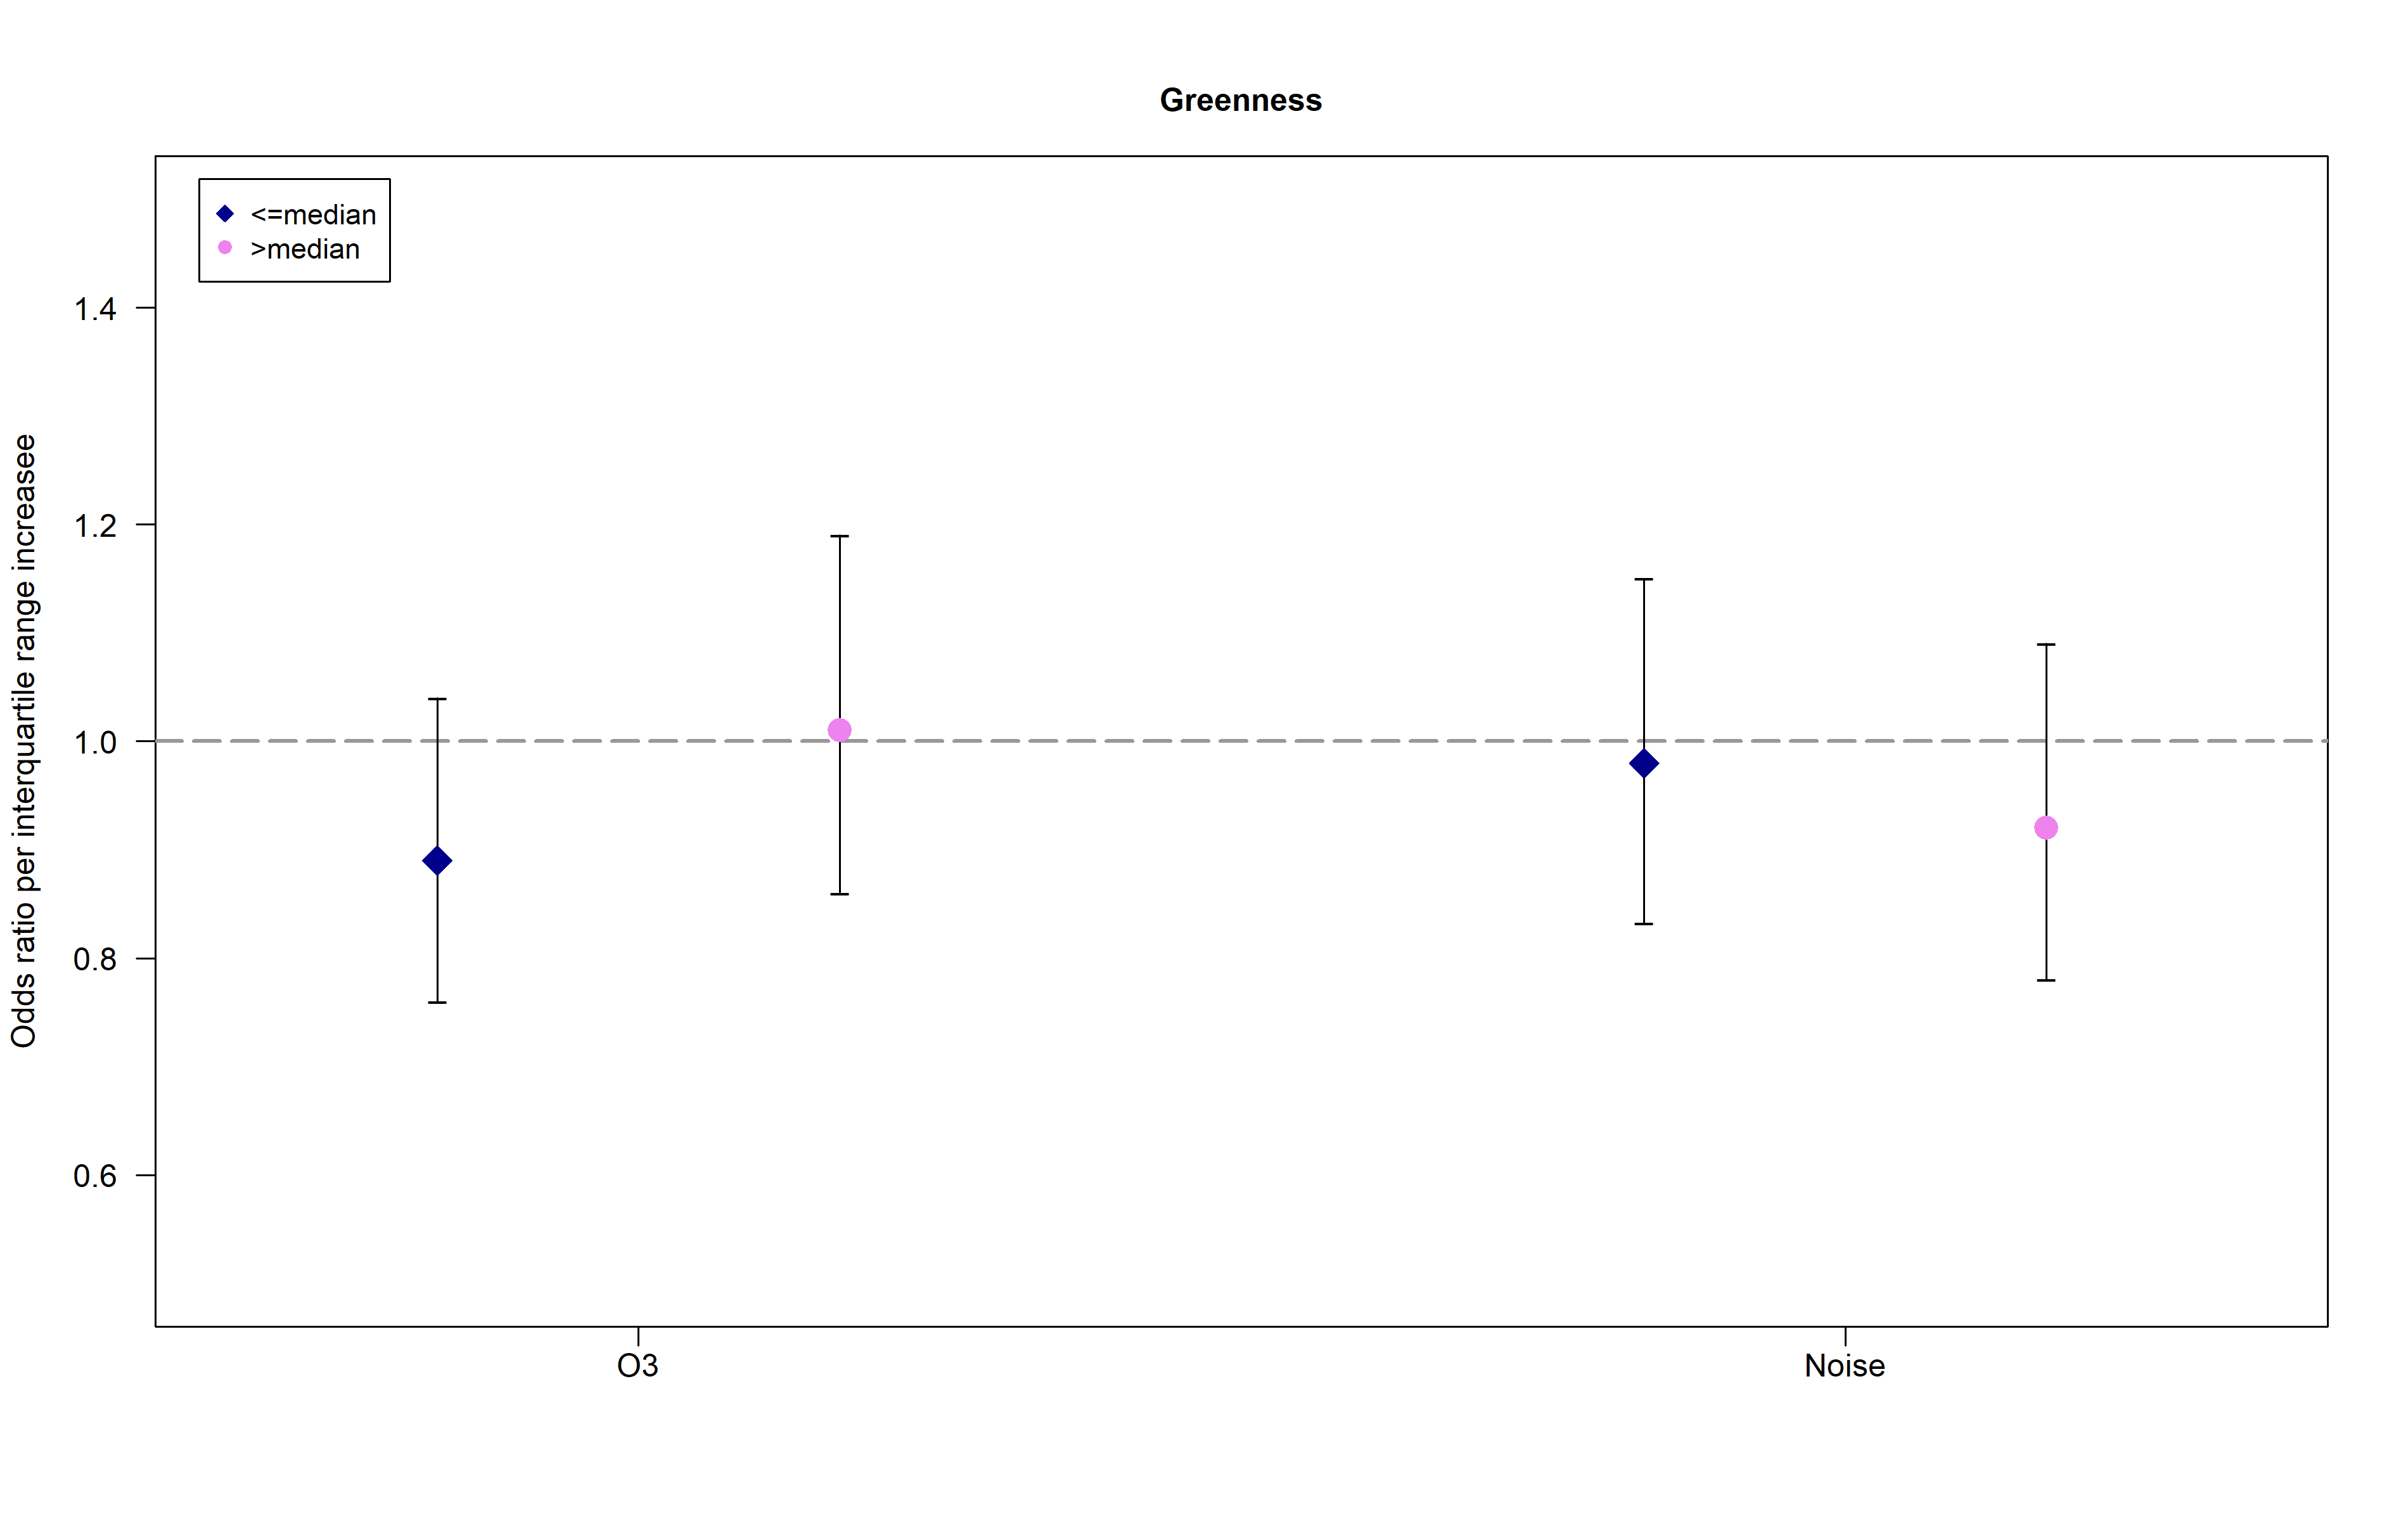 Greenness
<=median
>median
Odds ratio per interquartile range increasee
1.4
1.2
1.0
0.8
0.6
O3
Noise